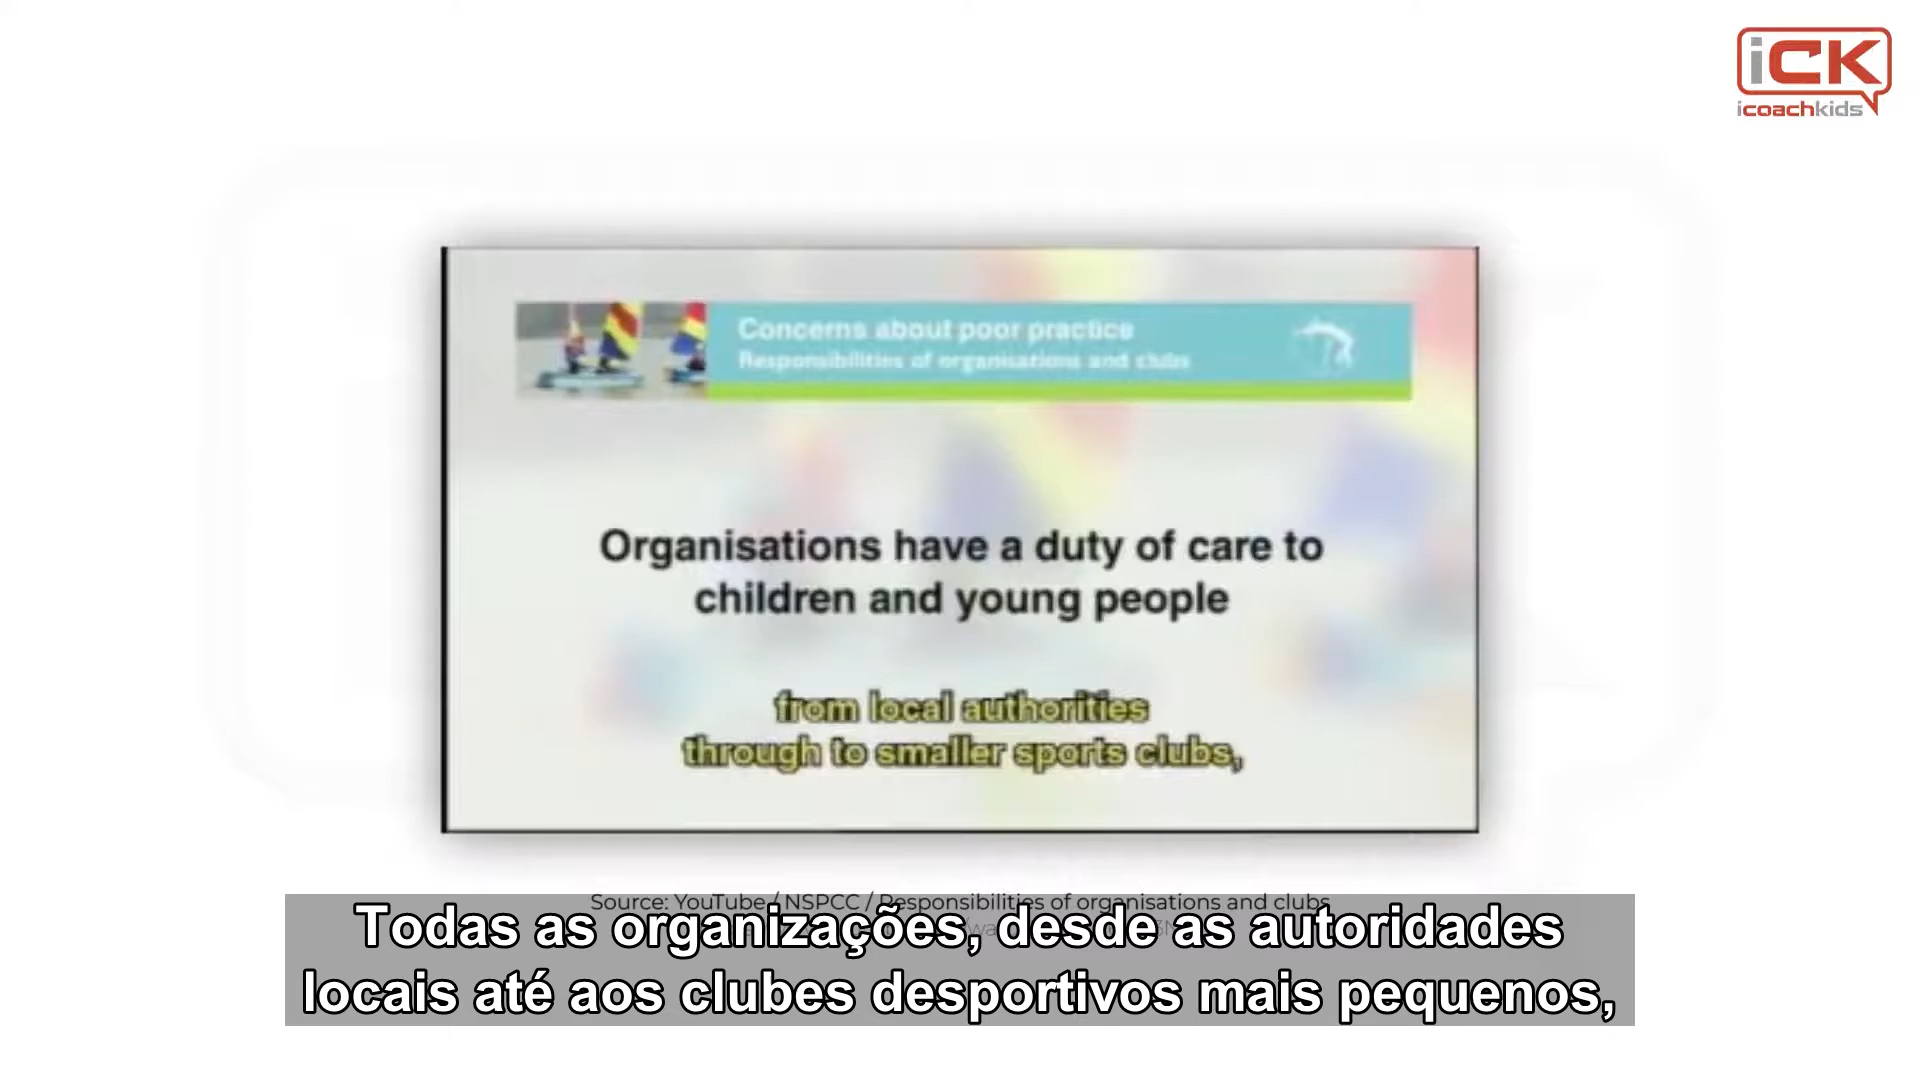 iCK
icoachkids
Concerns about poor practice
Responsibilities of organisations and clubs
Organisations have a duty of care to
children and young people
from local authorities
through to smaller sports clubs,
Source: YouTube / NSPCC / Responsibilities of organisations and clubs
Todas as organizações, desde as autoridades
locais até aos clubes desportivos mais pequenos,